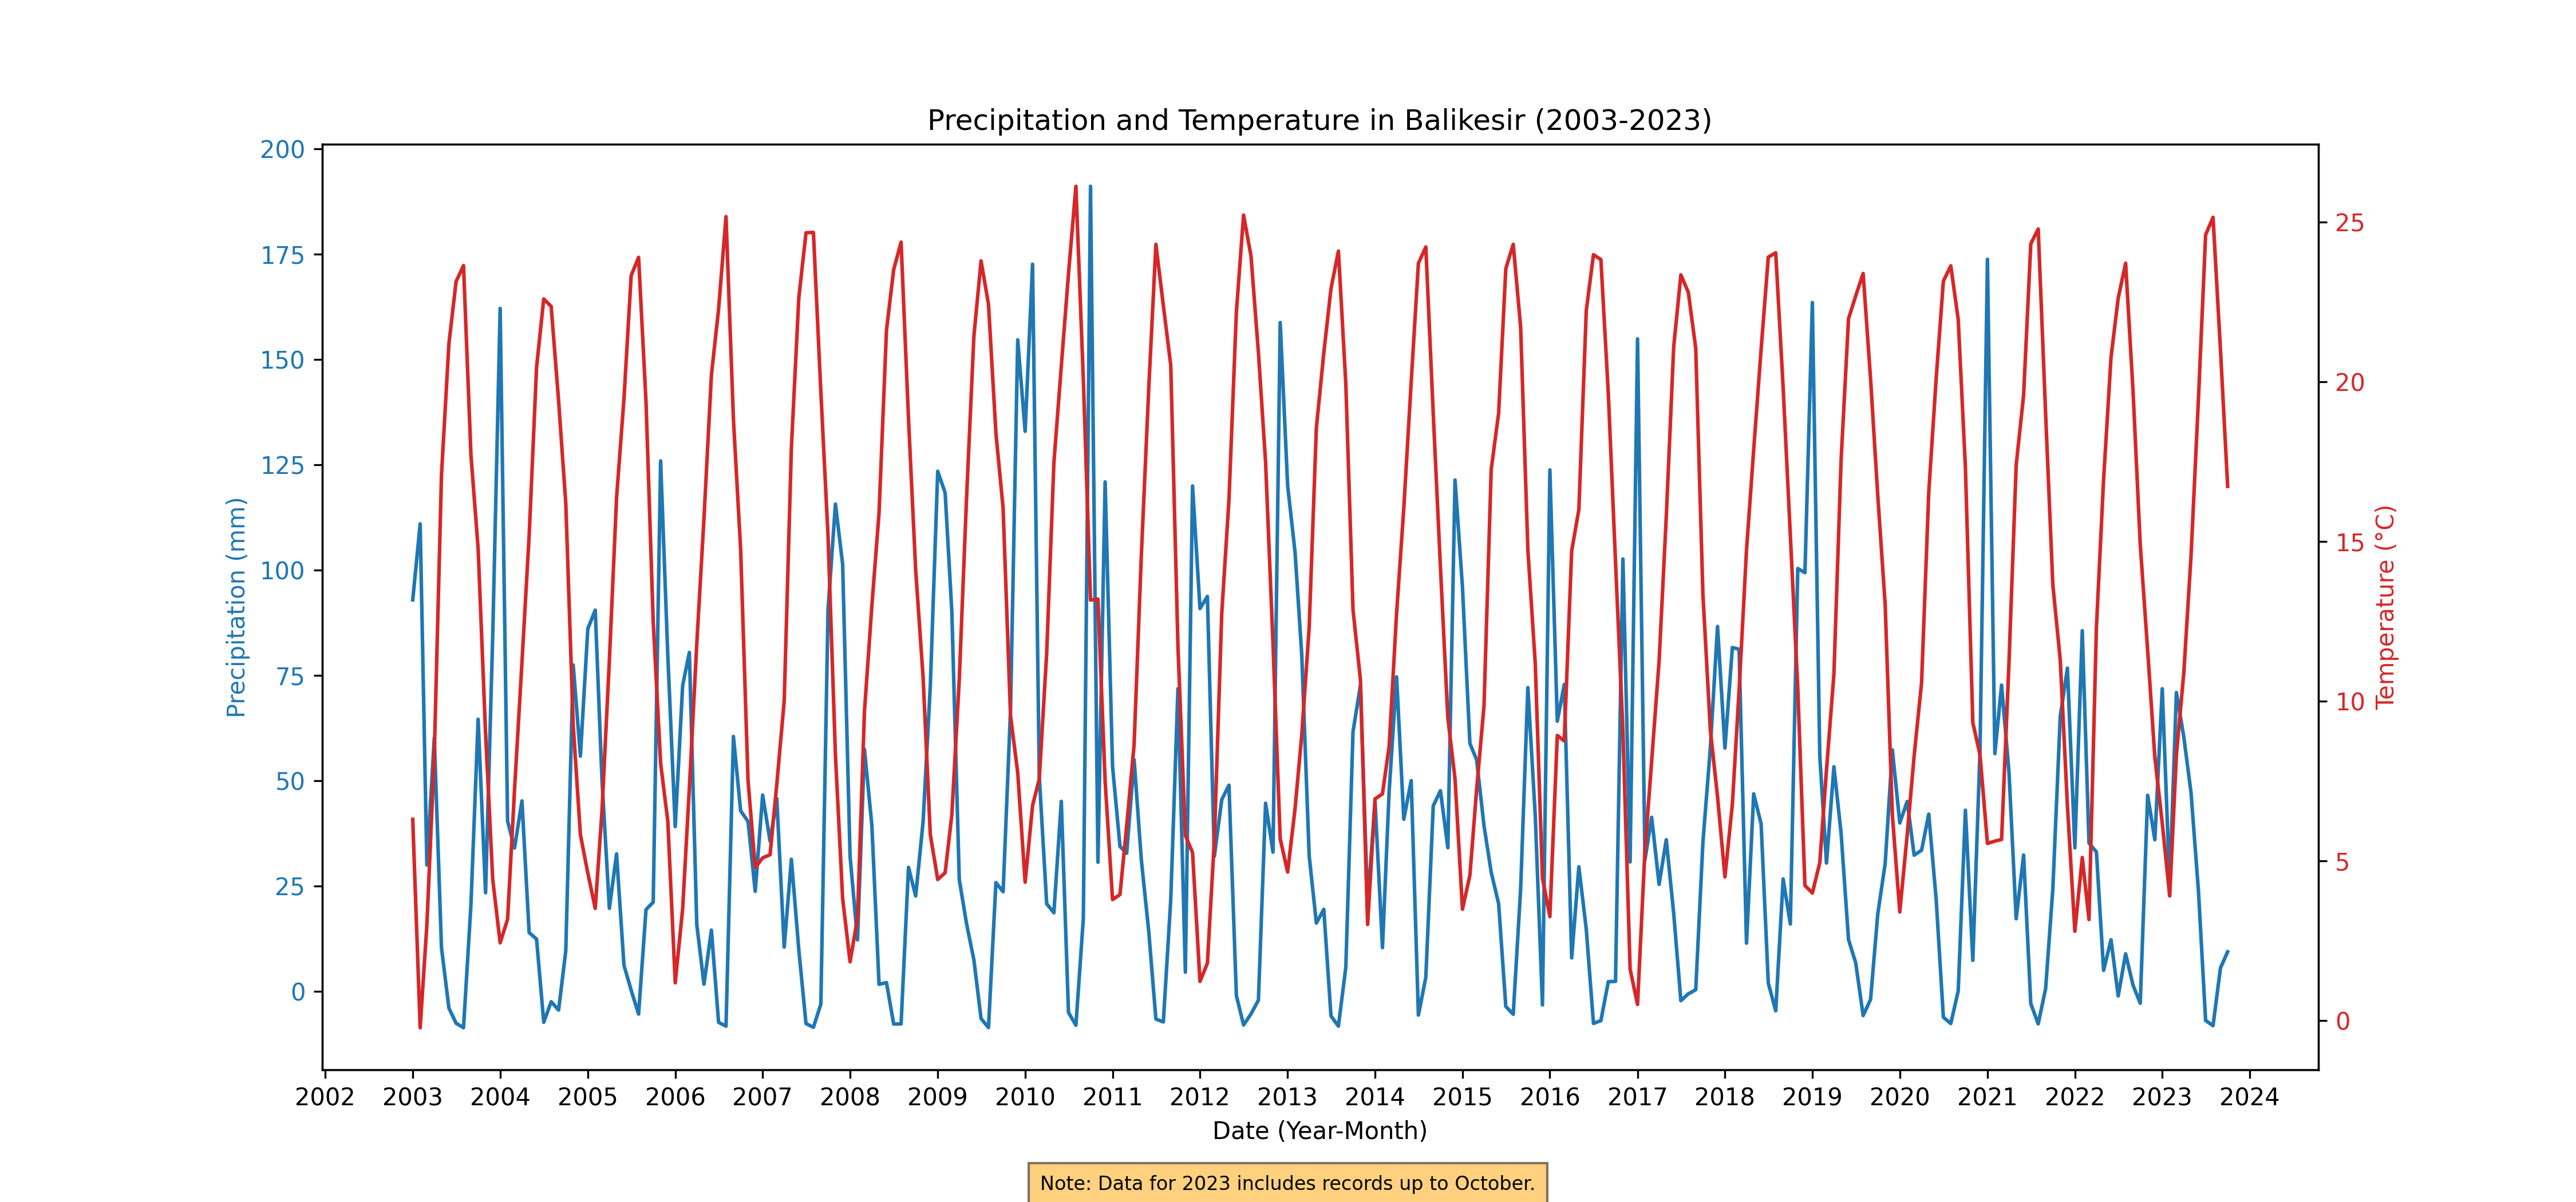 Precipitation and Temperature in Balikesir (2003-2023)
200
175
150
125
100
75
50
25
0
Precipitation (mm)
25
20
15
10
5
0
Temperature (°C)
2002 2003 2004 2005 2006 2007 2008 2009 2010 2011 2012 2013 2014 2015 2016 2017 2018 2019 2020 2021 2022 2023 2024
Date (Year-Month)
Note: Data for 2023 includes records up to October.